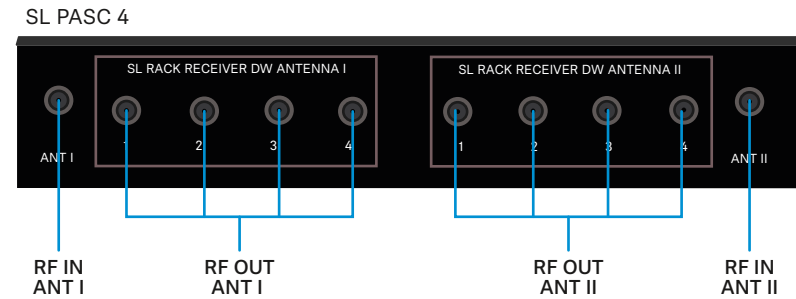 SL PASC 4
SL RACK RECEIVER DW ANTENNA I
SL RACK RECEIVER DW ANTENNA II
1 2 3 4
1 2 3 4
ANT I
ANT II
RF IN
ANT I
RF OUT
ANT I
RF OUT
ANT II
RF IN
ANT II